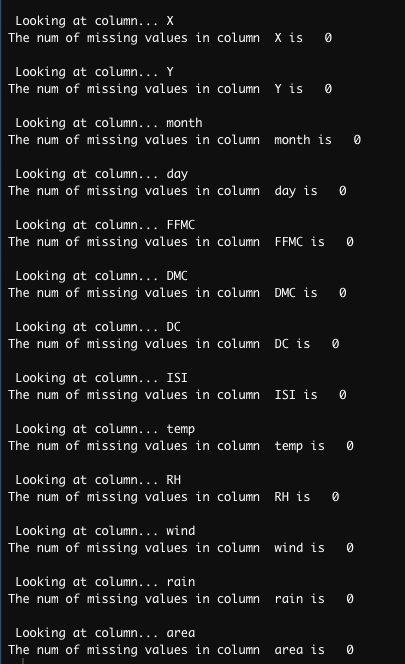 Looking at column... X
The num of missing values in column  X is   0
Looking at column... Y
The num of missing values in column  Y is   0
Looking at column... month
The num of missing values in column  month is   0
Looking at column... day
The num of missing values in column  day is   0
Looking at column... FFMC
The num of missing values in column  FFMC is   0
Looking at column... DMC
The num of missing values in column  DMC is   0
Looking at column... DC
The num of missing values in column  DC is   0
Looking at column... ISI
The num of missing values in column  ISI is   0
Looking at column... temp
The num of missing values in column  temp is   0
Looking at column... RH
The num of missing values in column  RH is   0
Looking at column... wind
The num of missing values in column  wind is   0
Looking at column... rain
The num of missing values in column  rain is   0
Looking at column... area
The num of missing values in column  area is   0